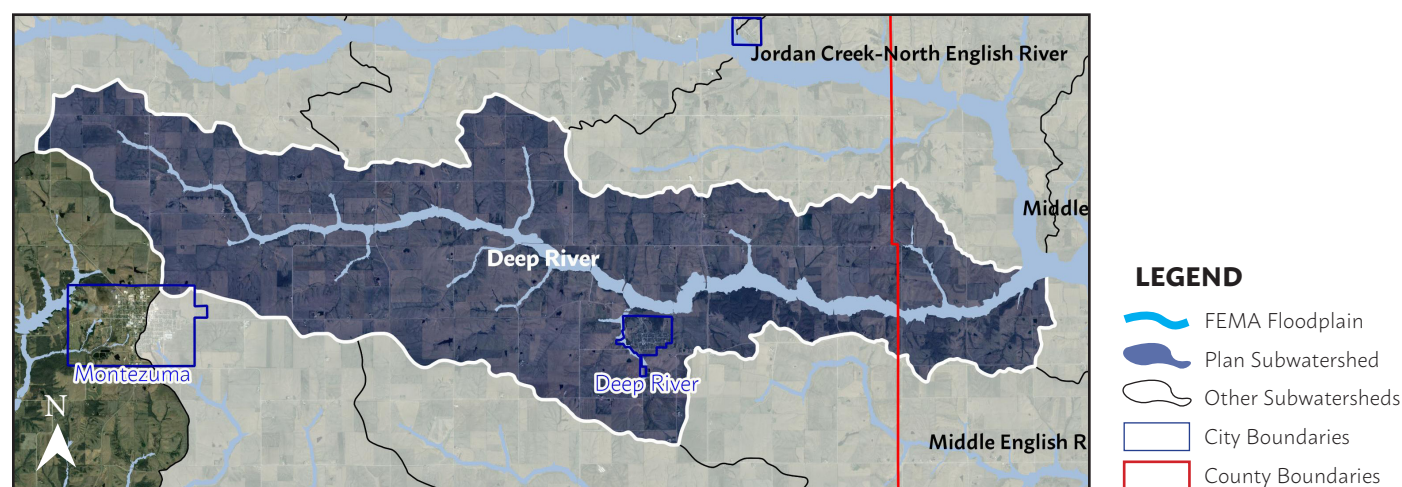 Jordan Creek-North English River
Middle
Deep River
Montezuma
Deep River
N
Middle English R
LEGEND
FEMA Floodplain
Plan Subwatershed
Other Subwatersheds
City Boundaries
County Boundaries